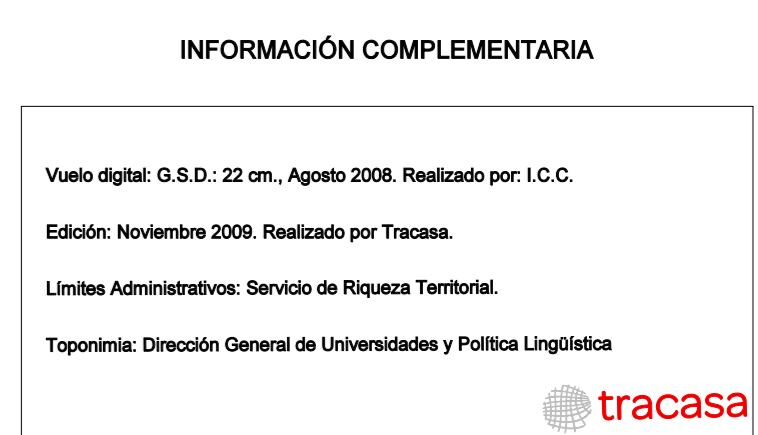 INFORMACIÓN COMPLEMENTARIA
Vuelo digital: G.S.D.: 22 cm., Agosto 2008. Realizado por: I.C.C.
Edición: Noviembre 2009. Realizado por Tracasa.
Límites Administrativos: Servicio de Riqueza Territorial.
Toponimia: Dirección General de Universidades y Política Lingüística
tracasa